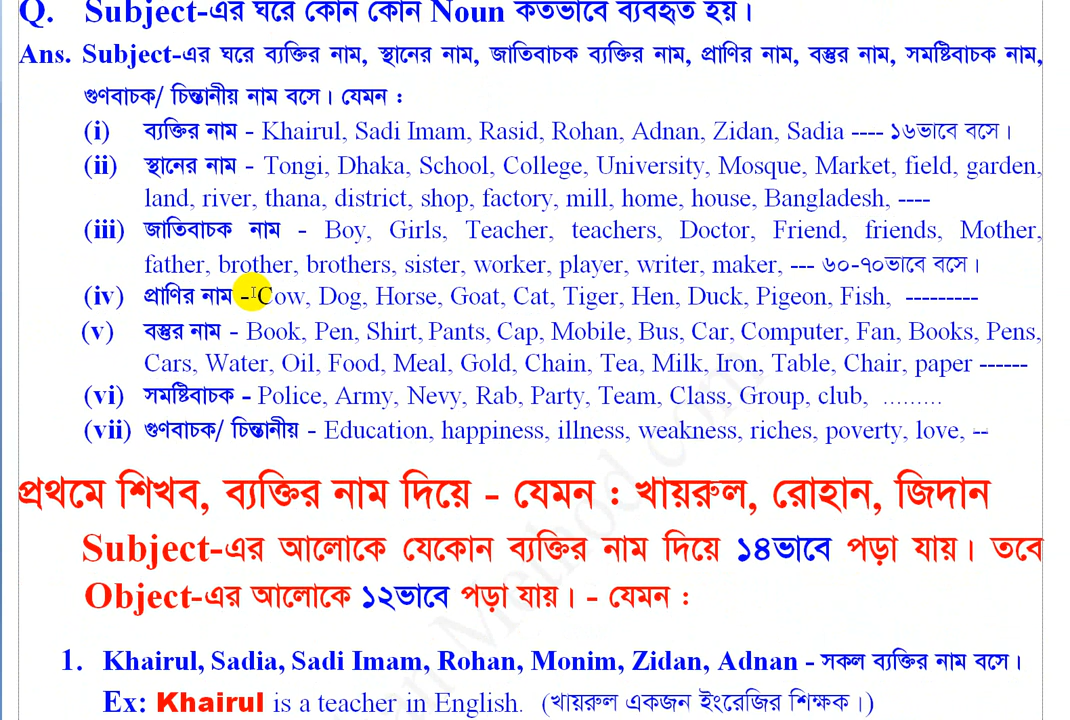 Q. Subject-এর ঘরে কোন কোন Noun কতভাবে ব্যবহৃত হয়।
Ans. Subject-এর ঘরে ব্যক্তির নাম, স্থানের নাম, জাতিবাচক ব্যক্তির নাম, প্রাণির নাম, বস্তুর নাম, সমষ্টিবাচক নাম,
গুণবাচক/ চিন্তানীয় নাম বসে। যেমন :
(i) ব্যক্তির নাম - Khairul, Sadi Imam, Rasid, Rohan, Adnan, Zidan, Sadia ---- ১৬ভাবে বসে।
(ii) স্থানের নাম - Tongi, Dhaka, School, College, University, Mosque, Market, field, garden,
land, river, thana, district, shop, factory, mill, home, house, Bangladesh, ----
(iii) জাতিবাচক নাম - Boy, Girls, Teacher, teachers, Doctor, Friend, friends, Mother,
father, brother, brothers, sister, worker, player, writer, maker, --- ৬০-৭০ভাবে বসে।
(iv) প্রাণির নাম - Cow, Dog, Horse, Goat, Cat, Tiger, Hen, Duck, Pigeon, Fish, ---------
(v) বস্তুর নাম - Book, Pen, Shirt, Pants, Cap, Mobile, Bus, Car, Computer, Fan, Books, Pens,
Cars, Water, Oil, Food, Meal, Gold, Chain, Tea, Milk, Iron, Table, Chair, paper ------
(vi) সমষ্টিবাচক - Police, Army, Nevy, Rab, Party, Team, Class, Group, club, .........
(vii) গুণবাচক/ চিন্তানীয় - Education, happiness, illness, weakness, riches, poverty, love, --
প্রথমে শিখব, ব্যক্তির নাম দিয়ে - যেমন : খায়রুল, রোহান, জিদান
Subject-এর আলোকে যেকোন ব্যক্তির নাম দিয়ে ১৪ভাবে পড়া যায়। তবে
Object-এর আলোকে ১২ভাবে পড়া যায়। - যেমন :
1. Khairul, Sadia, Sadi Imam, Rohan, Monim, Zidan, Adnan - সকল ব্যক্তির নাম বসে।
Ex: Khairul is a teacher in English. (খায়রুল একজন ইংরেজির শিক্ষক।)